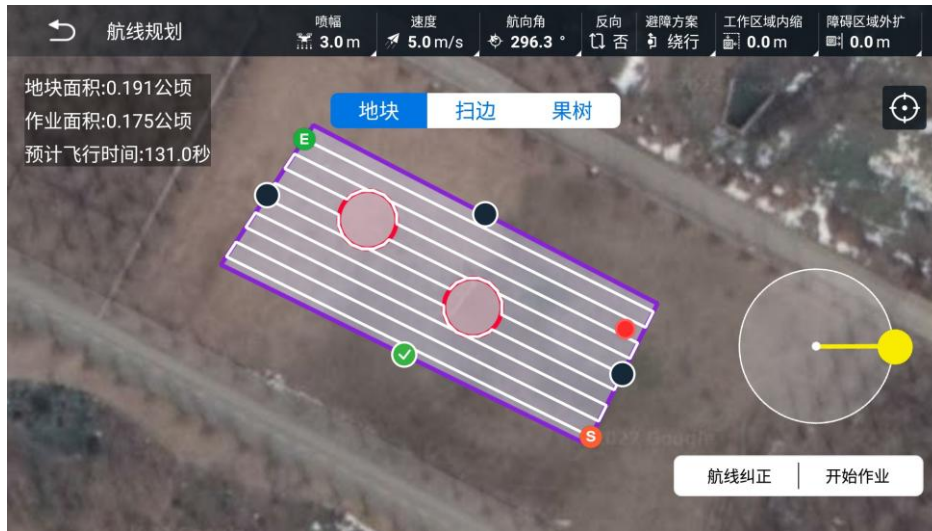 航线规划
喷幅
3.0 m
速度
5.0 m/s
航向角
296.3 °
反向
否
避障方案
绕行
工作区域内缩
0.0 m
障碍区域外扩
0.0 m
地块面积:0.191公顷
作业面积:0.175公顷
预计飞行时间:131.0秒
地块
扫边
果树
E
S
航线纠正
开始作业